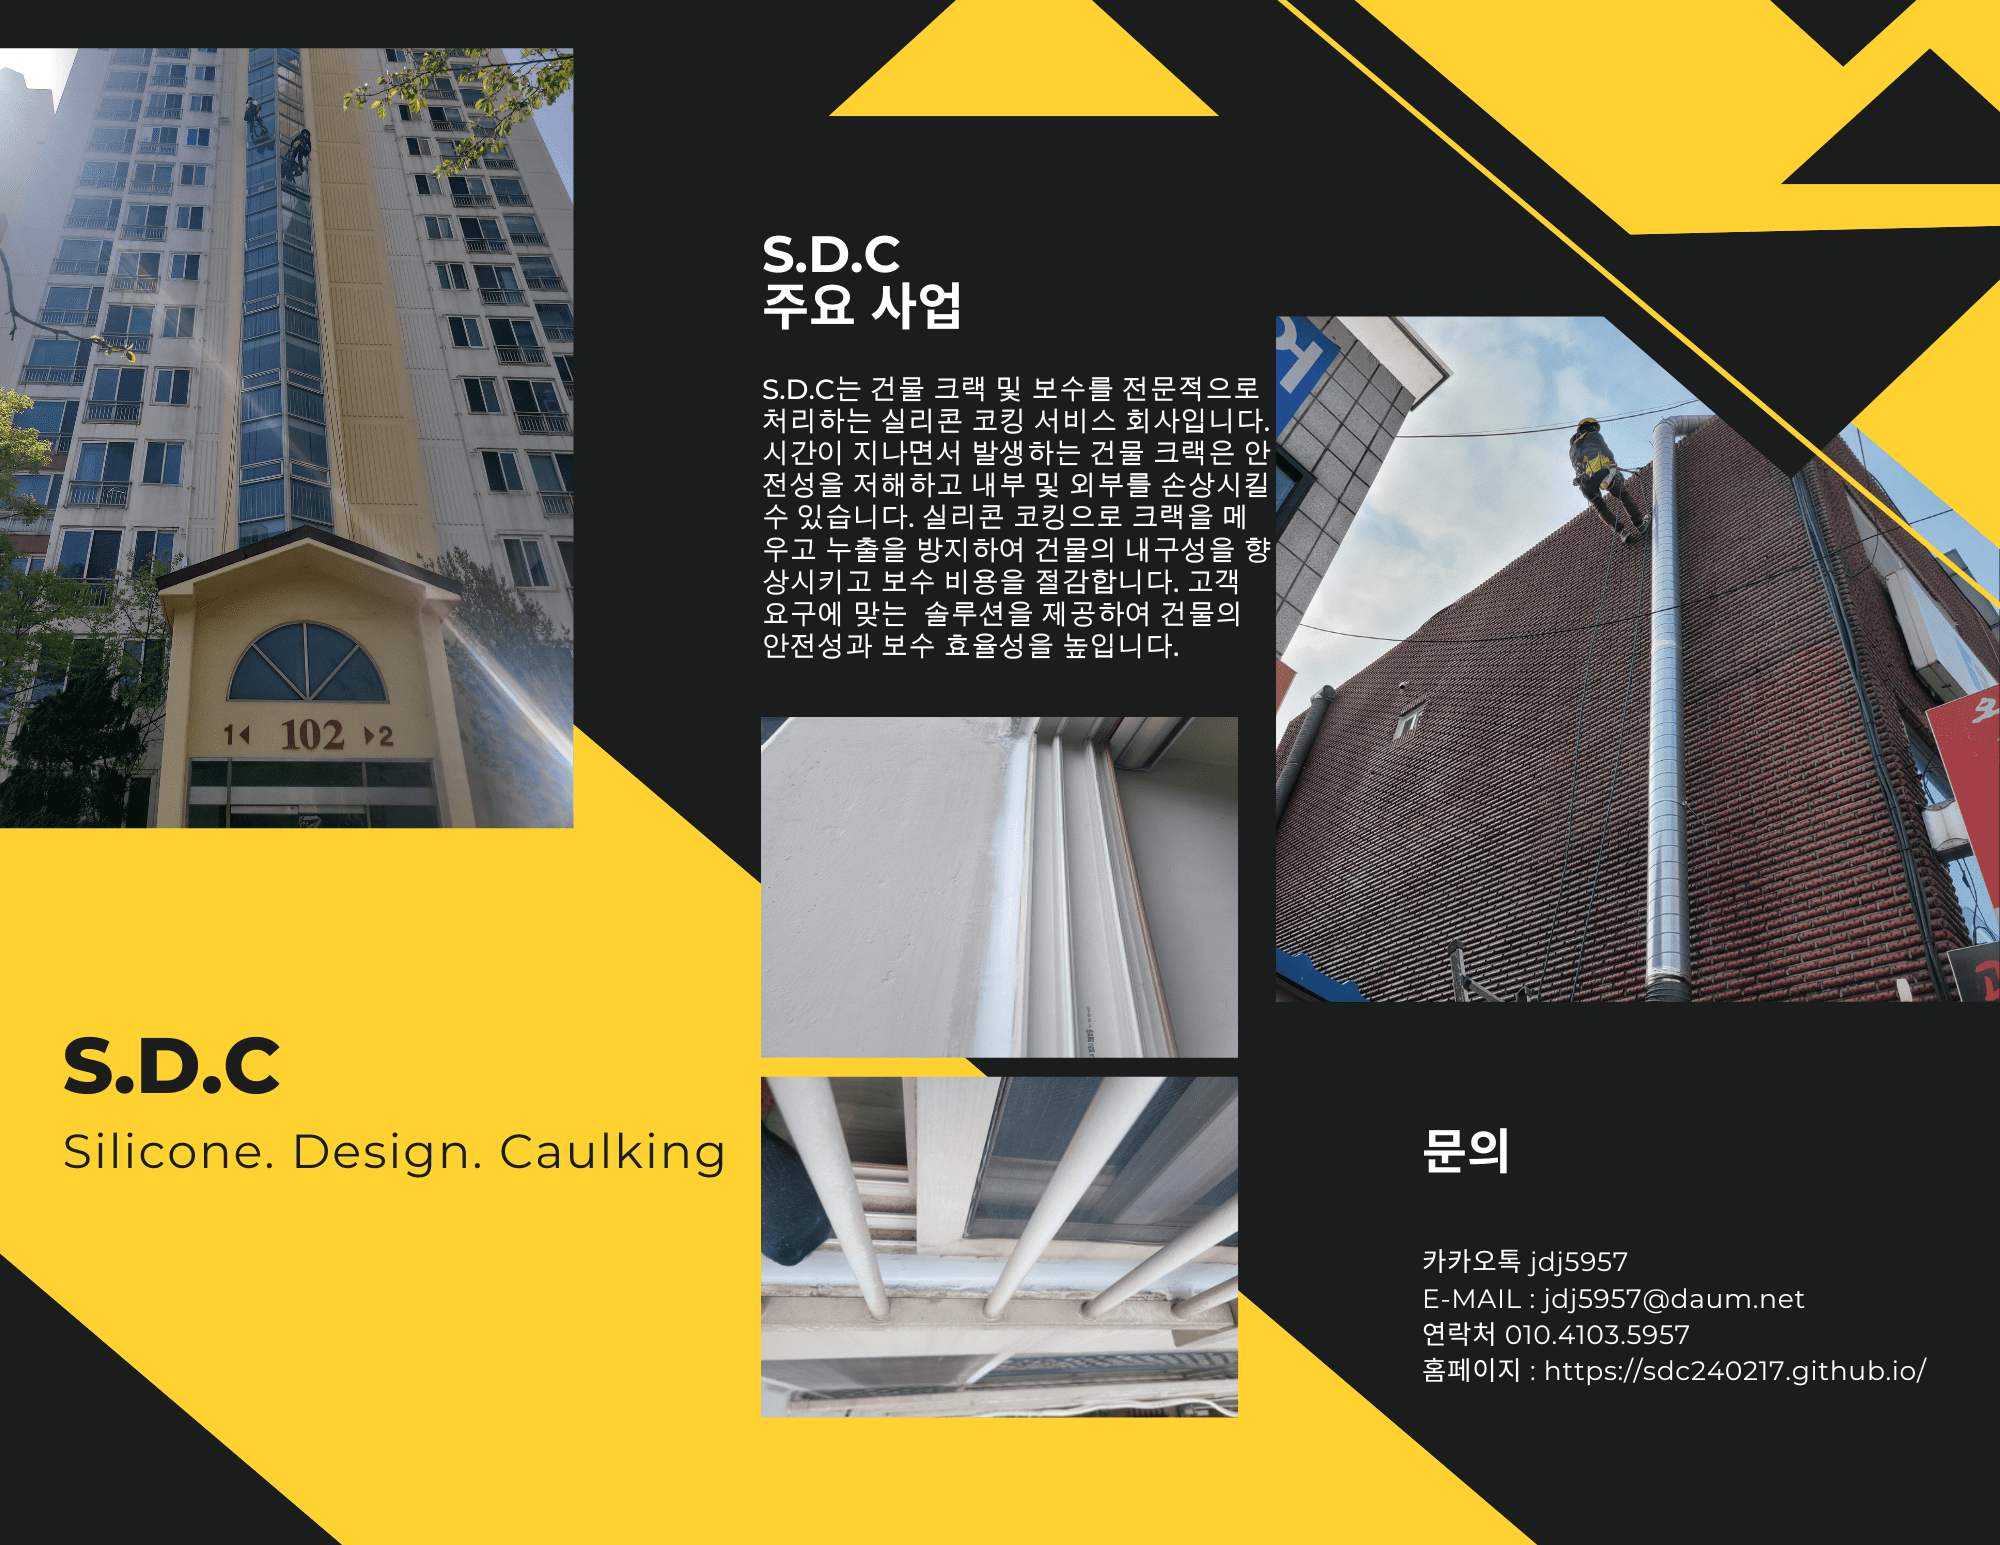 1 102 2
S.D.C
Silicone. Design. Caulking
S.D.C
주요 사업
S.D.C는 건물 크랙 및 보수를 전문적으로
처리하는 실리콘 코킹 서비스 회사입니다.
시간이 지나면서 발생하는 건물 크랙은 안
전성을 저해하고 내부 및 외부를 손상시킬
수 있습니다. 실리콘 코킹으로 크랙을 메
우고 누출을 방지하여 건물의 내구성을 향
상시키고 보수 비용을 절감합니다. 고객
요구에 맞는  솔루션을 제공하여 건물의
안전성과 보수 효율성을 높입니다.
문의
카카오톡 jdj5957
E-MAIL : jdj5957@daum.net
연락처 010.4103.5957
홈페이지 : https://sdc240217.github.io/